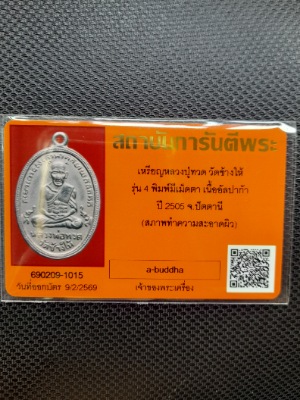 สถาบันการันตีพระ
เหรียญหลวงปู่ทวด วัดช้างให้
รุ่น 4 พิมพ์มีเม็ดตา เนื้ออัลปาก้า
ปี 2505 จ.ปัตตานี
(สภาพทำความสะอาดผิว)
690209-1015
a-buddha
วันที่ออกบัตร 9/2/2569
เจ้าของพระเครื่อง